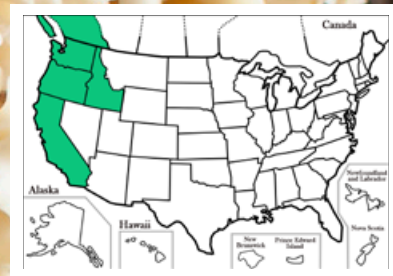 Canada
Newfoundland
and Labrador
Alaska
Hawaii
New
Brunswick
Prince Edward
Island
Nova Scotia